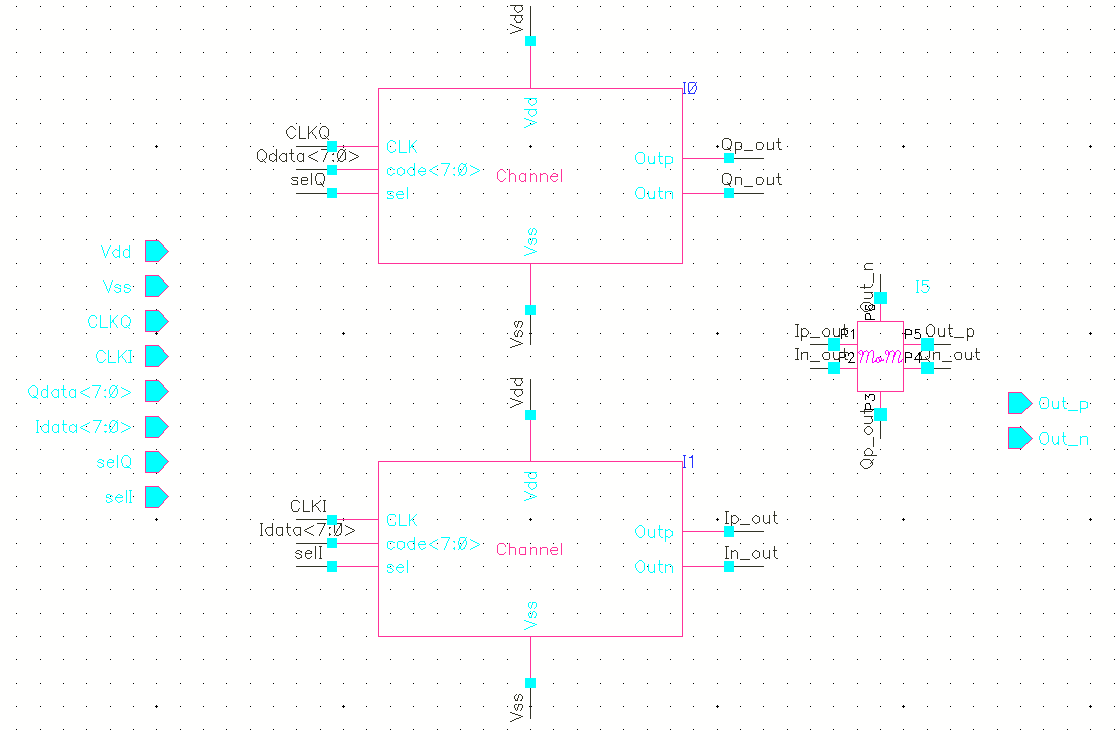 Vdd
I0
Vdd
CLKQ
CLK
Qp_out
Qdata<7:0>
Outp
code<7:0>
Channel
selQ
sel
Qn_out
Outn
Vss
Vss
Vdd
Vss
CLKQ
CLKI
Qdata<7:0>
Idata<7:0>
selQ
selI
Out_n
I5
P6
Ip_out
P1
P5
Out_p
In_out
P2
MoM
P4
Qn_out
P3
Qp_out
Out_p
Out_n
Vdd
I1
Vdd
CLKI
CLK
Ip_out
Idata<7:0>
Outp
code<7:0>
Channel
selI
sel
In_out
Outn
Vss
Vss